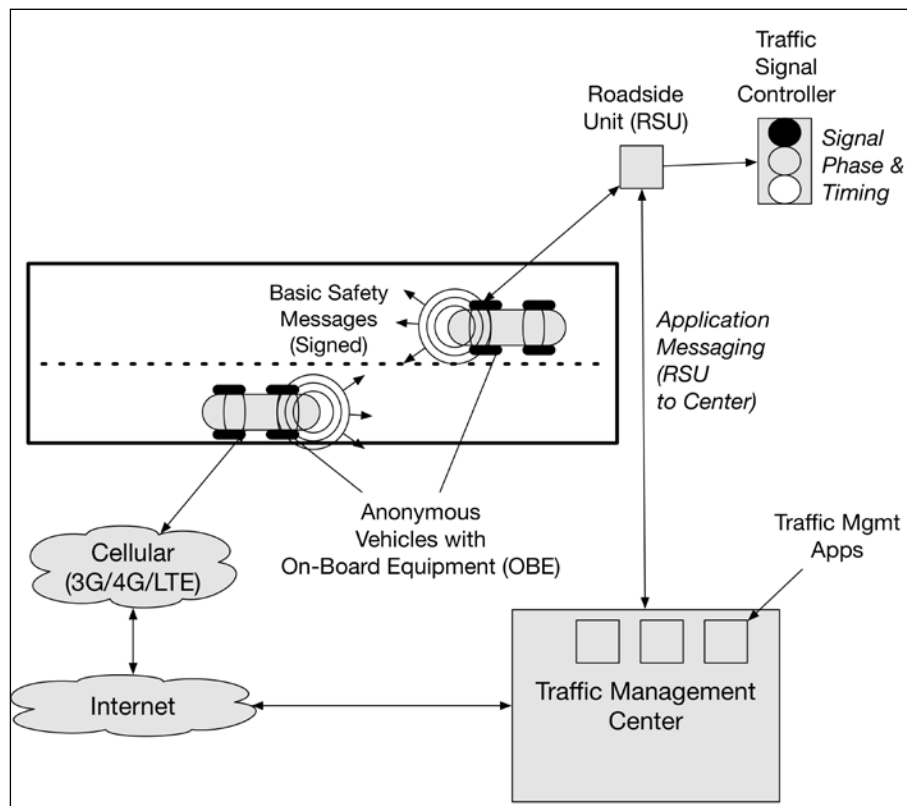 Traffic
Signal
Controller
Roadside
Unit (RSU)
Signal
Phase &
Timing
Basic Safety
Messages
(Signed)
Application
Messaging
(RSU
to Center)
Anonymous
Vehicles with
On-Board Equipment (OBE)
Cellular
(3G/4G/LTE)
Traffic Mgmt
Apps
Internet
Traffic Management
Center